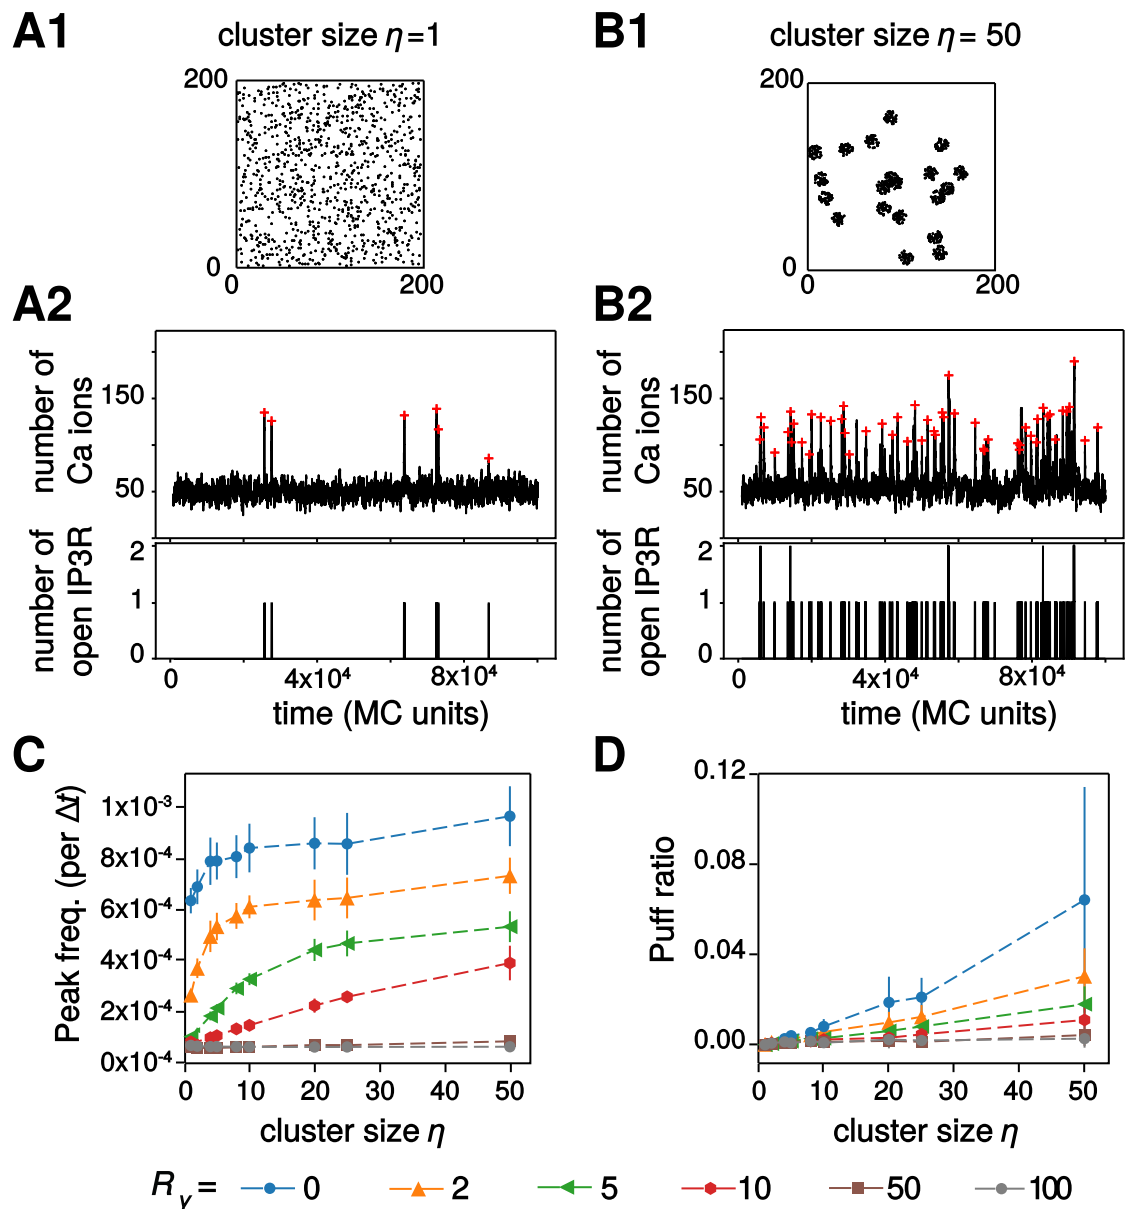 A1
cluster size η=1
B1
cluster size η= 50
200
0
0
200
200
0
0
200
A2
number of
Ca ions
150
50
number of
open IP3R
2
1
0
0
4x10⁴
8x10⁴
time (MC units)
B2
number of
Ca ions
150
50
number of
open IP3R
2
1
0
0
4x10⁴
8x10⁴
time (MC units)
C
Peak freq. (per Δt)
1x10⁻³
8x10⁻⁴
6x10⁻⁴
4x10⁻⁴
2x10⁻⁴
0x10⁻⁴
0 10 20 30 40 50
cluster size η
D
Puff ratio
0.12
0.08
0.04
0.00
0 10 20 30 40 50
cluster size η
Rγ = 0 2 5 10 50 100